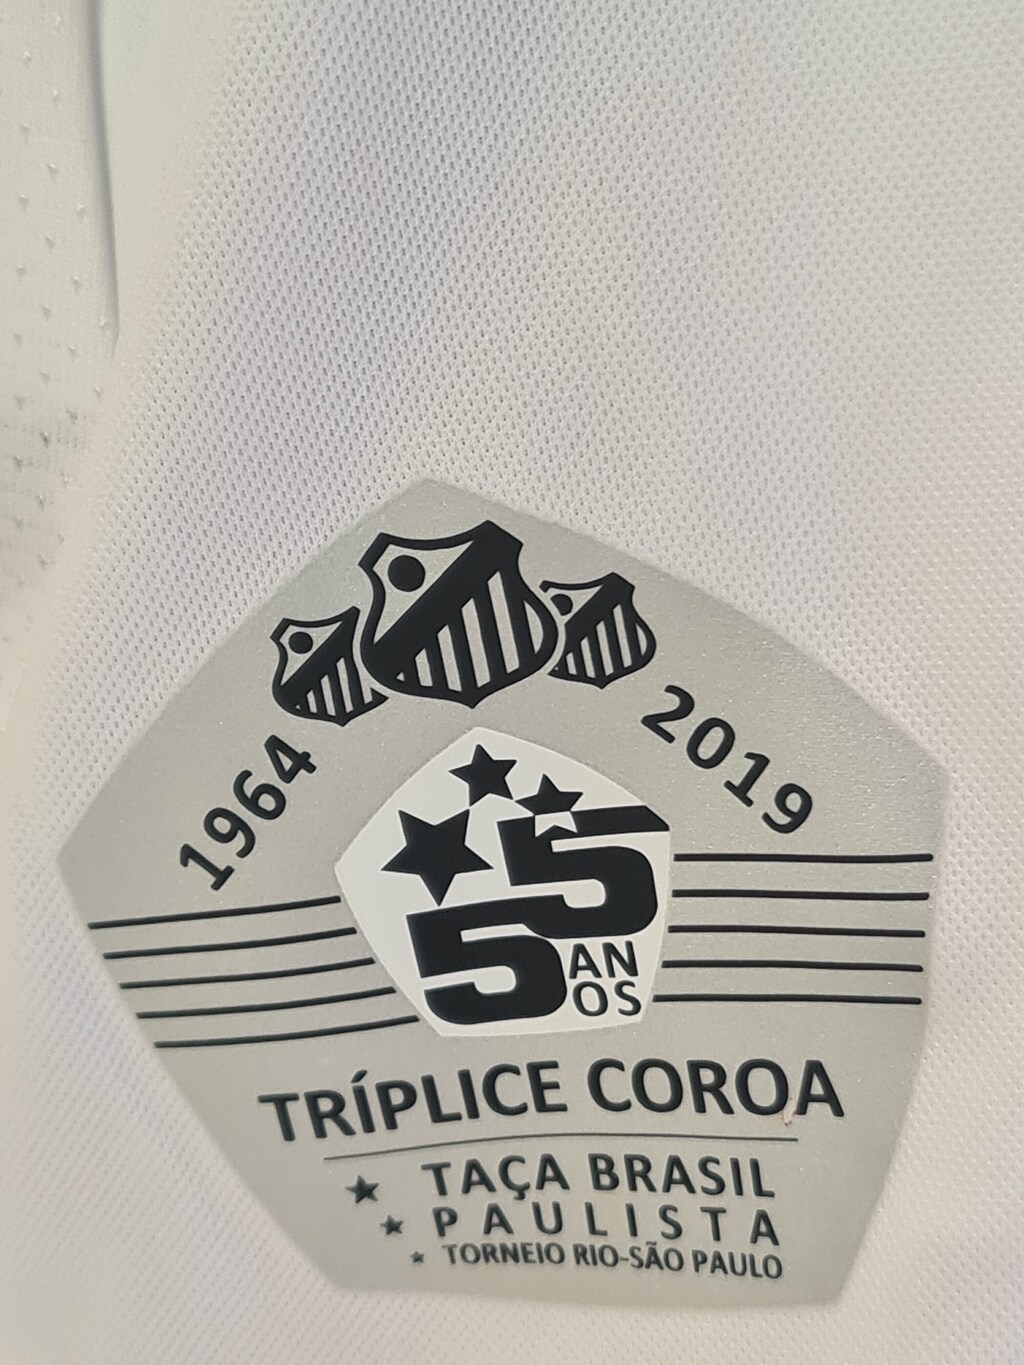 1964 2019
55
ANOS
TRÍPLICE COROA
TAÇA BRASIL
PAULISTA
TORNEIO RIO-SÃO PAULO